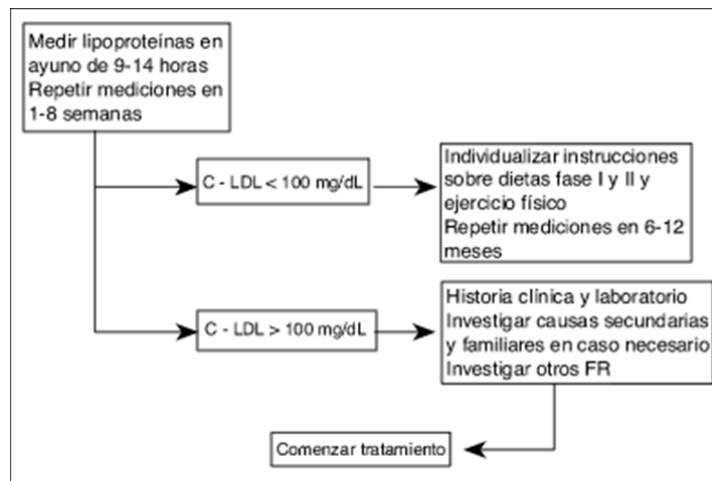 Medir lipoproteínas en
ayuno de 9-14 horas
Repetir mediciones en
1-8 semanas
C - LDL < 100 mg/dL
Individualizar instrucciones
sobre dietas fase I y II y
ejercicio físico
Repetir mediciones en 6-12
meses
C - LDL > 100 mg/dL
Historia clínica y laboratorio
Investigar causas secundarias
y familiares en caso necesario
Investigar otros FR
Comenzar tratamiento